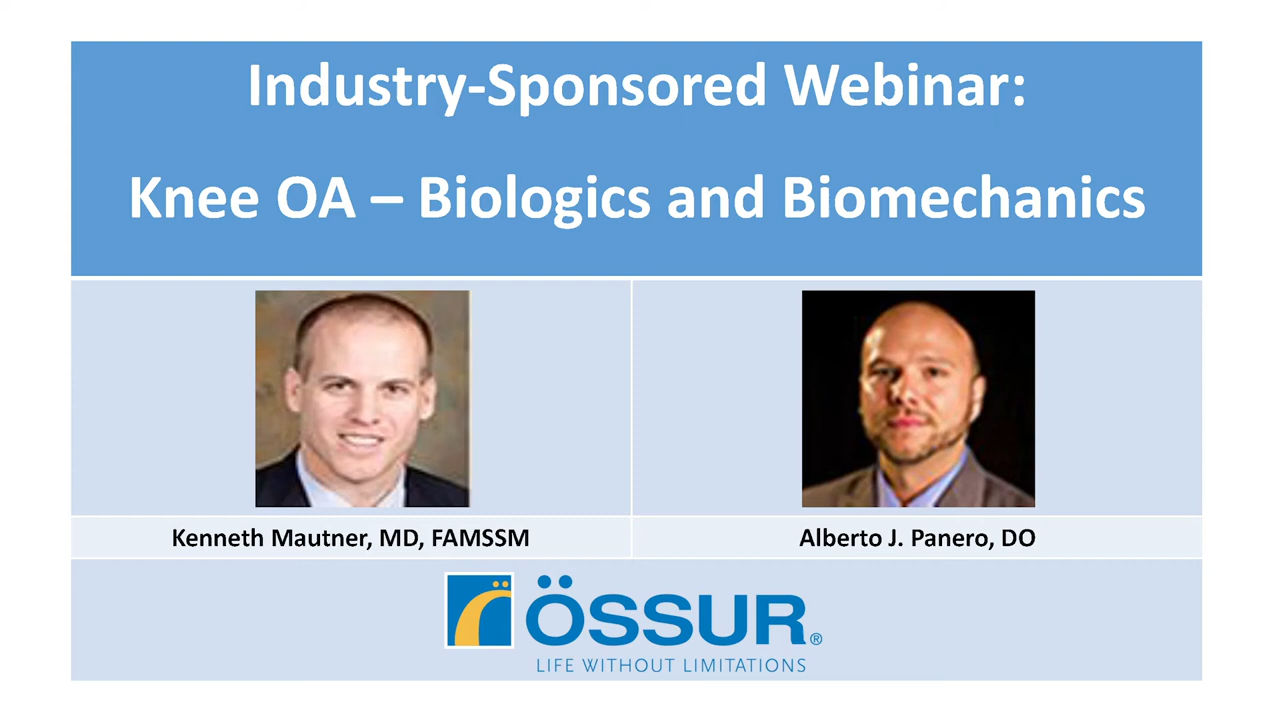 Industry-Sponsored Webinar:
Knee OA – Biologics and Biomechanics
Kenneth Mautner, MD, FAMSSM
Alberto J. Panero, DO
ÖSSUR®
LIFE WITHOUT LIMITATIONS